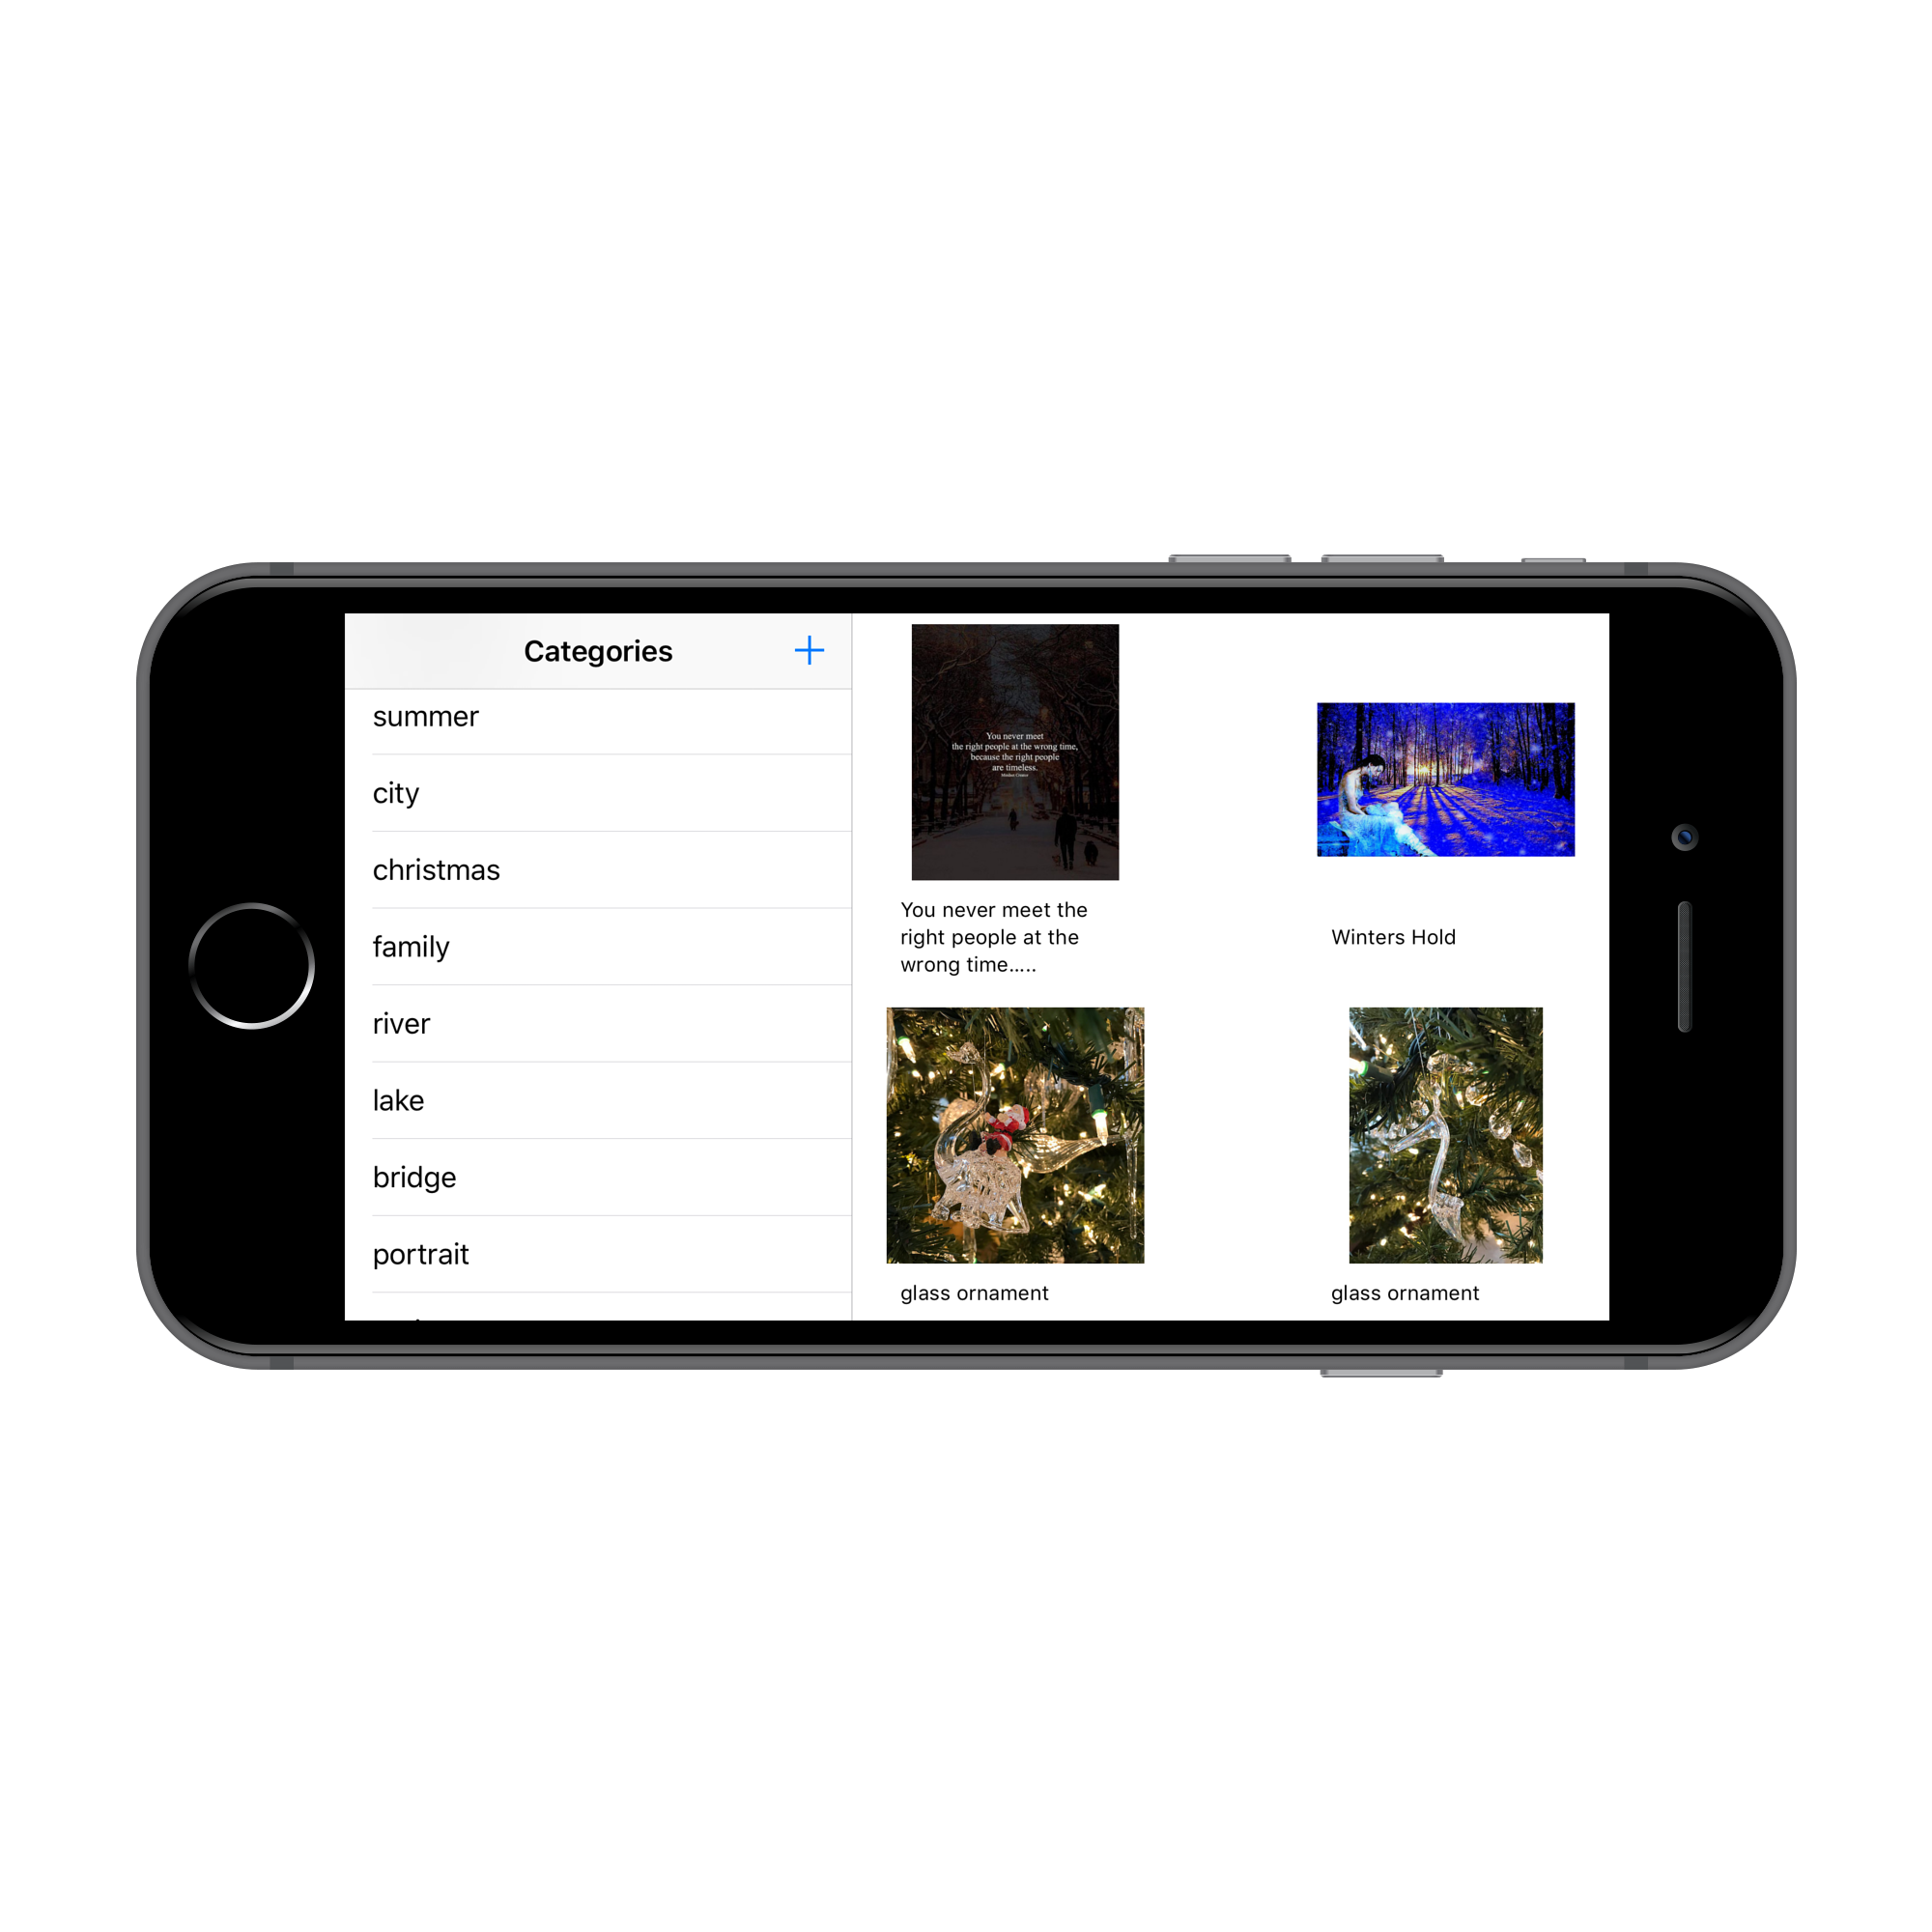 Categories
summer
city
christmas
family
river
lake
bridge
portrait
You never meet
the right people at the wrong time,
because the right people
are timeless.
You never meet the
right people at the
wrong time.....
Winters Hold
glass ornament
glass ornament